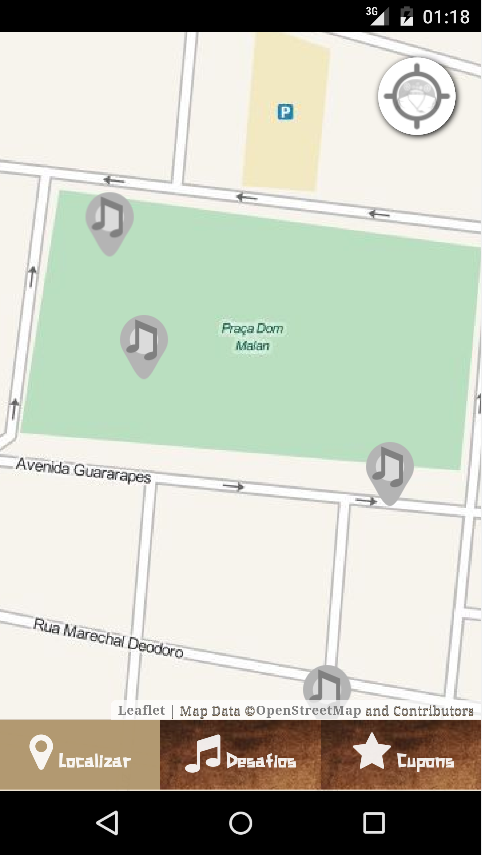 3G 01:18
P
Praça Dom
Malan
Avenida Guararapes
Rua Marechal Deodoro
Leaflet | Map Data ©OpenStreetMap and Contributors
Localizar Desafios Cupons